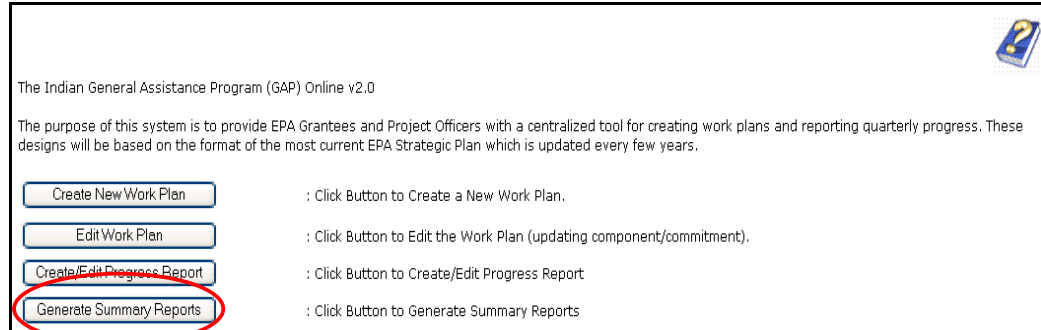 The Indian General Assistance Program (GAP) Online v2.0
The purpose of this system is to provide EPA Grantees and Project Officers with a centralized tool for creating work plans and reporting quarterly progress. These
designs will be based on the format of the most current EPA Strategic Plan which is updated every few years.
Create New Work Plan : Click Button to Create a New Work Plan.
Edit Work Plan : Click Button to Edit the Work Plan (updating component/commitment).
Create/Edit Progress Report : Click Button to Create/Edit Progress Report
Generate Summary Reports : Click Button to Generate Summary Reports